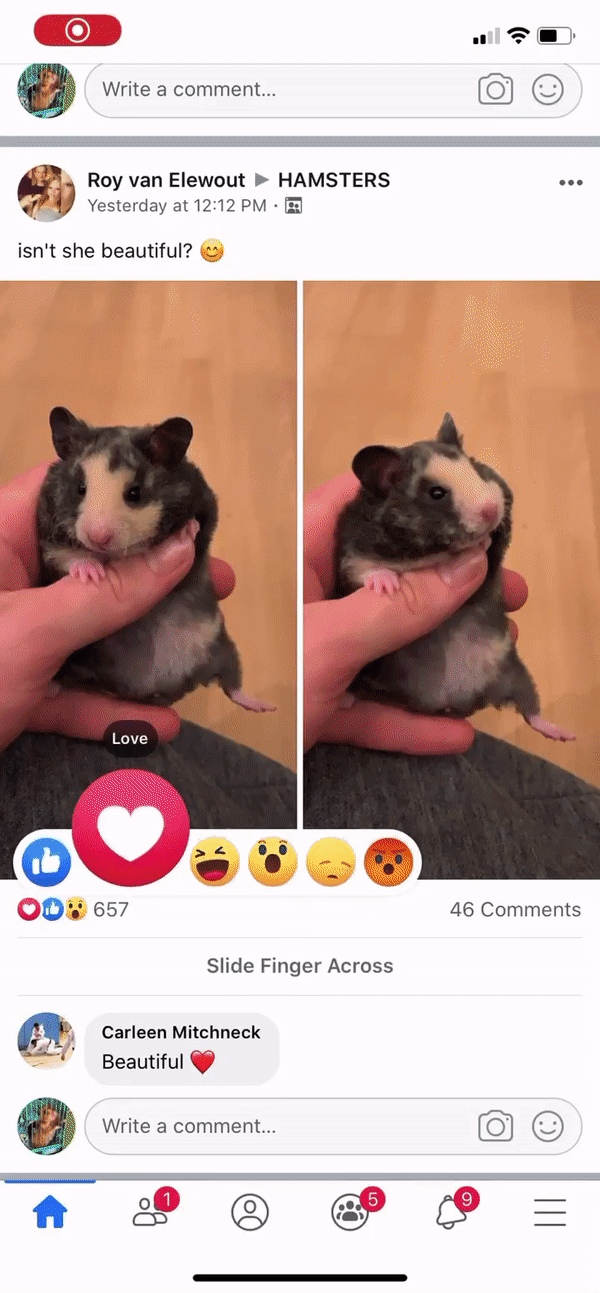 Write a comment...
Roy van Elewout ▶ HAMSTERS
Yesterday at 12:12 PM ·
isn't she beautiful? 😊
Love
657
46 Comments
Slide Finger Across
Carleen Mitchneck
Beautiful ❤️
Write a comment...
1
5
9